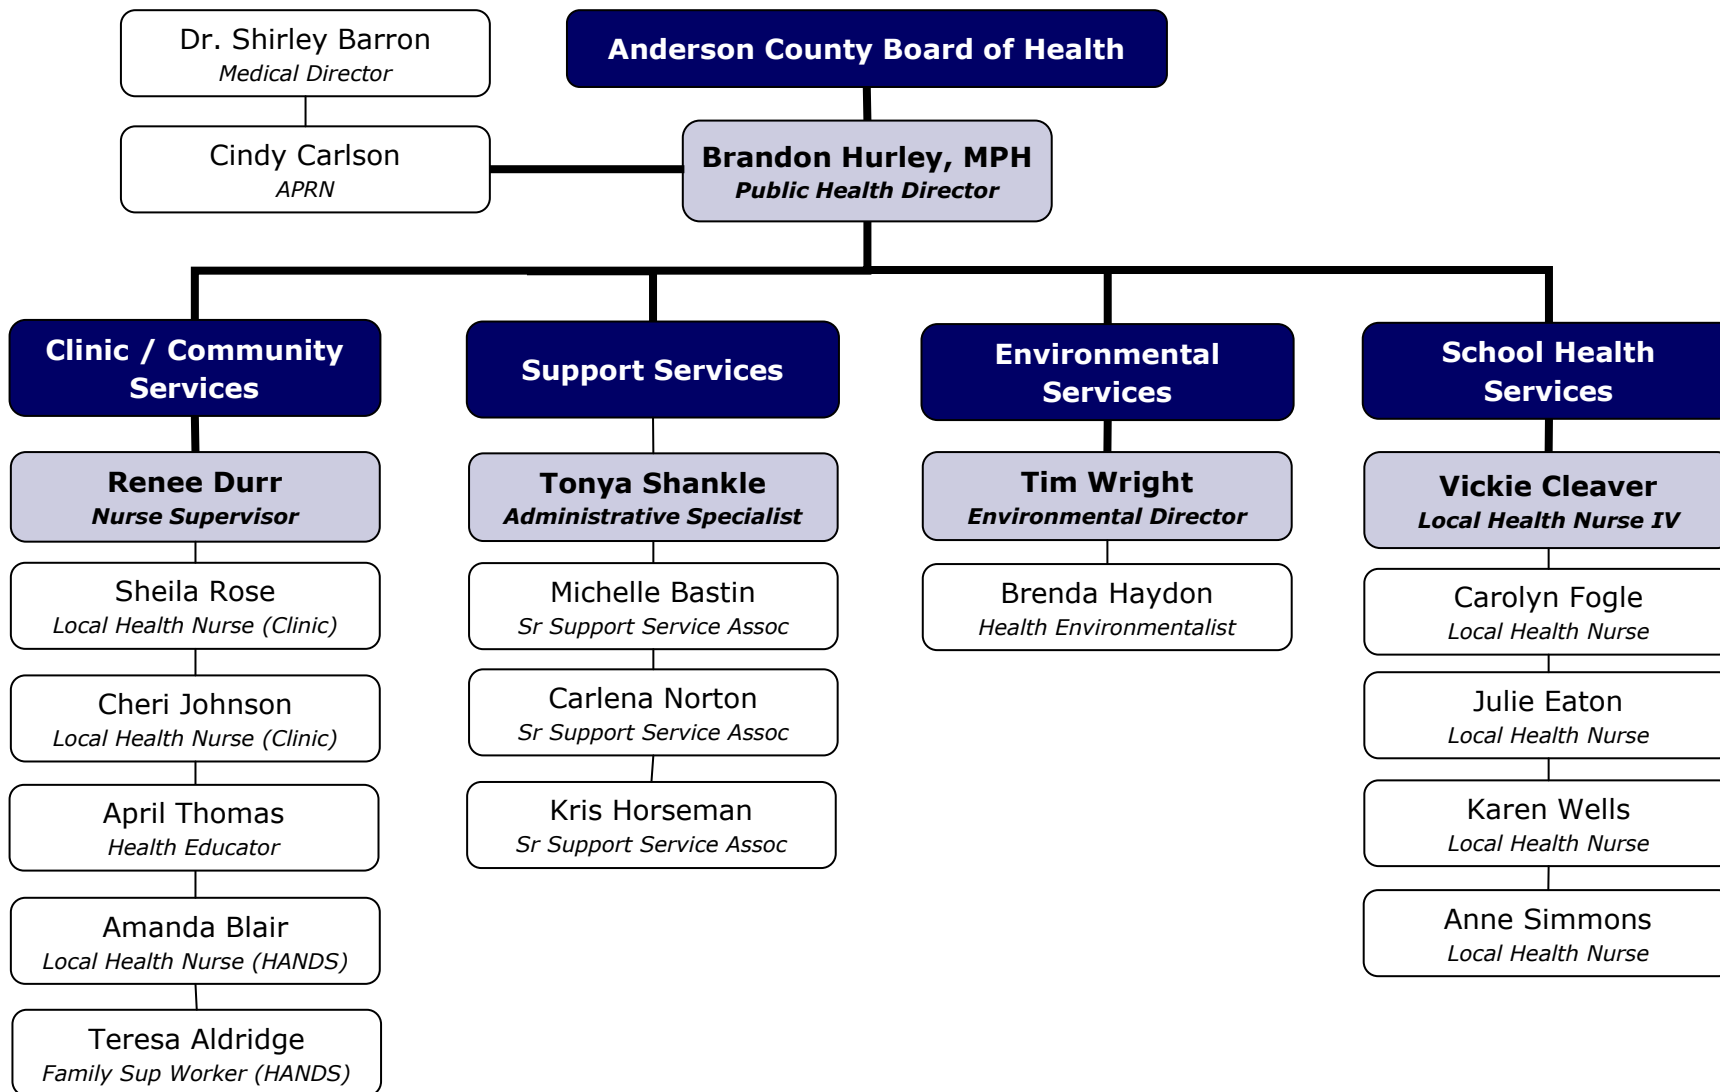 Dr. Shirley Barron
Medical Director
Anderson County Board of Health
Cindy Carlson
APRN
Brandon Hurley, MPH
Public Health Director
Clinic / Community
Services
Support Services
Environmental
Services
School Health
Services
Renee Durr
Nurse Supervisor
Sheila Rose
Local Health Nurse (Clinic)
Cheri Johnson
Local Health Nurse (Clinic)
April Thomas
Health Educator
Amanda Blair
Local Health Nurse (HANDS)
Teresa Aldridge
Family Sup Worker (HANDS)
Tonya Shankle
Administrative Specialist
Michelle Bastin
Sr Support Service Assoc
Carlena Norton
Sr Support Service Assoc
Kris Horseman
Sr Support Service Assoc
Tim Wright
Environmental Director
Brenda Haydon
Health Environmentalist
Vickie Cleaver
Local Health Nurse IV
Carolyn Fogle
Local Health Nurse
Julie Eaton
Local Health Nurse
Karen Wells
Local Health Nurse
Anne Simmons
Local Health Nurse